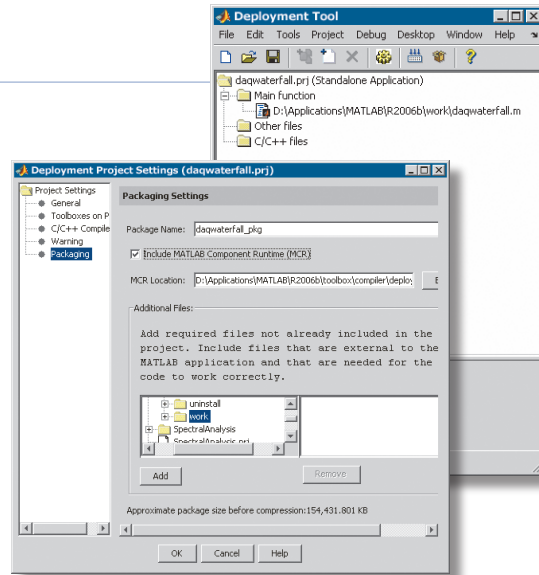 Deployment Tool
File Edit Tools Project Debug Desktop Window Help
daqwaterfall.prj (Standalone Application)
Main function
D:\Applications\MATLAB\R2006b\work\daqwaterfall.m
Other files
C/C++ files
Deployment Project Settings (daqwaterfall.prj)
Project Settings
General
Toolboxes on P
C/C++ Compile
Warning
Packaging
Packaging Settings
Package Name: daqwaterfall_pkg
Include MATLAB Component Runtime (MCR)
MCR Location: D:\Applications\MATLAB\R2006b\toolbox\compiler\deploy
Additional Files:
Add required files not already included in the
project. Include files that are external to the
MATLAB application and that are needed for the
code to work correctly.
uninstall
work
SpectralAnalysis
SpectralAnalysis.prj
Add Remove
Approximate package size before compression:154,431.801 KB
OK Cancel Help